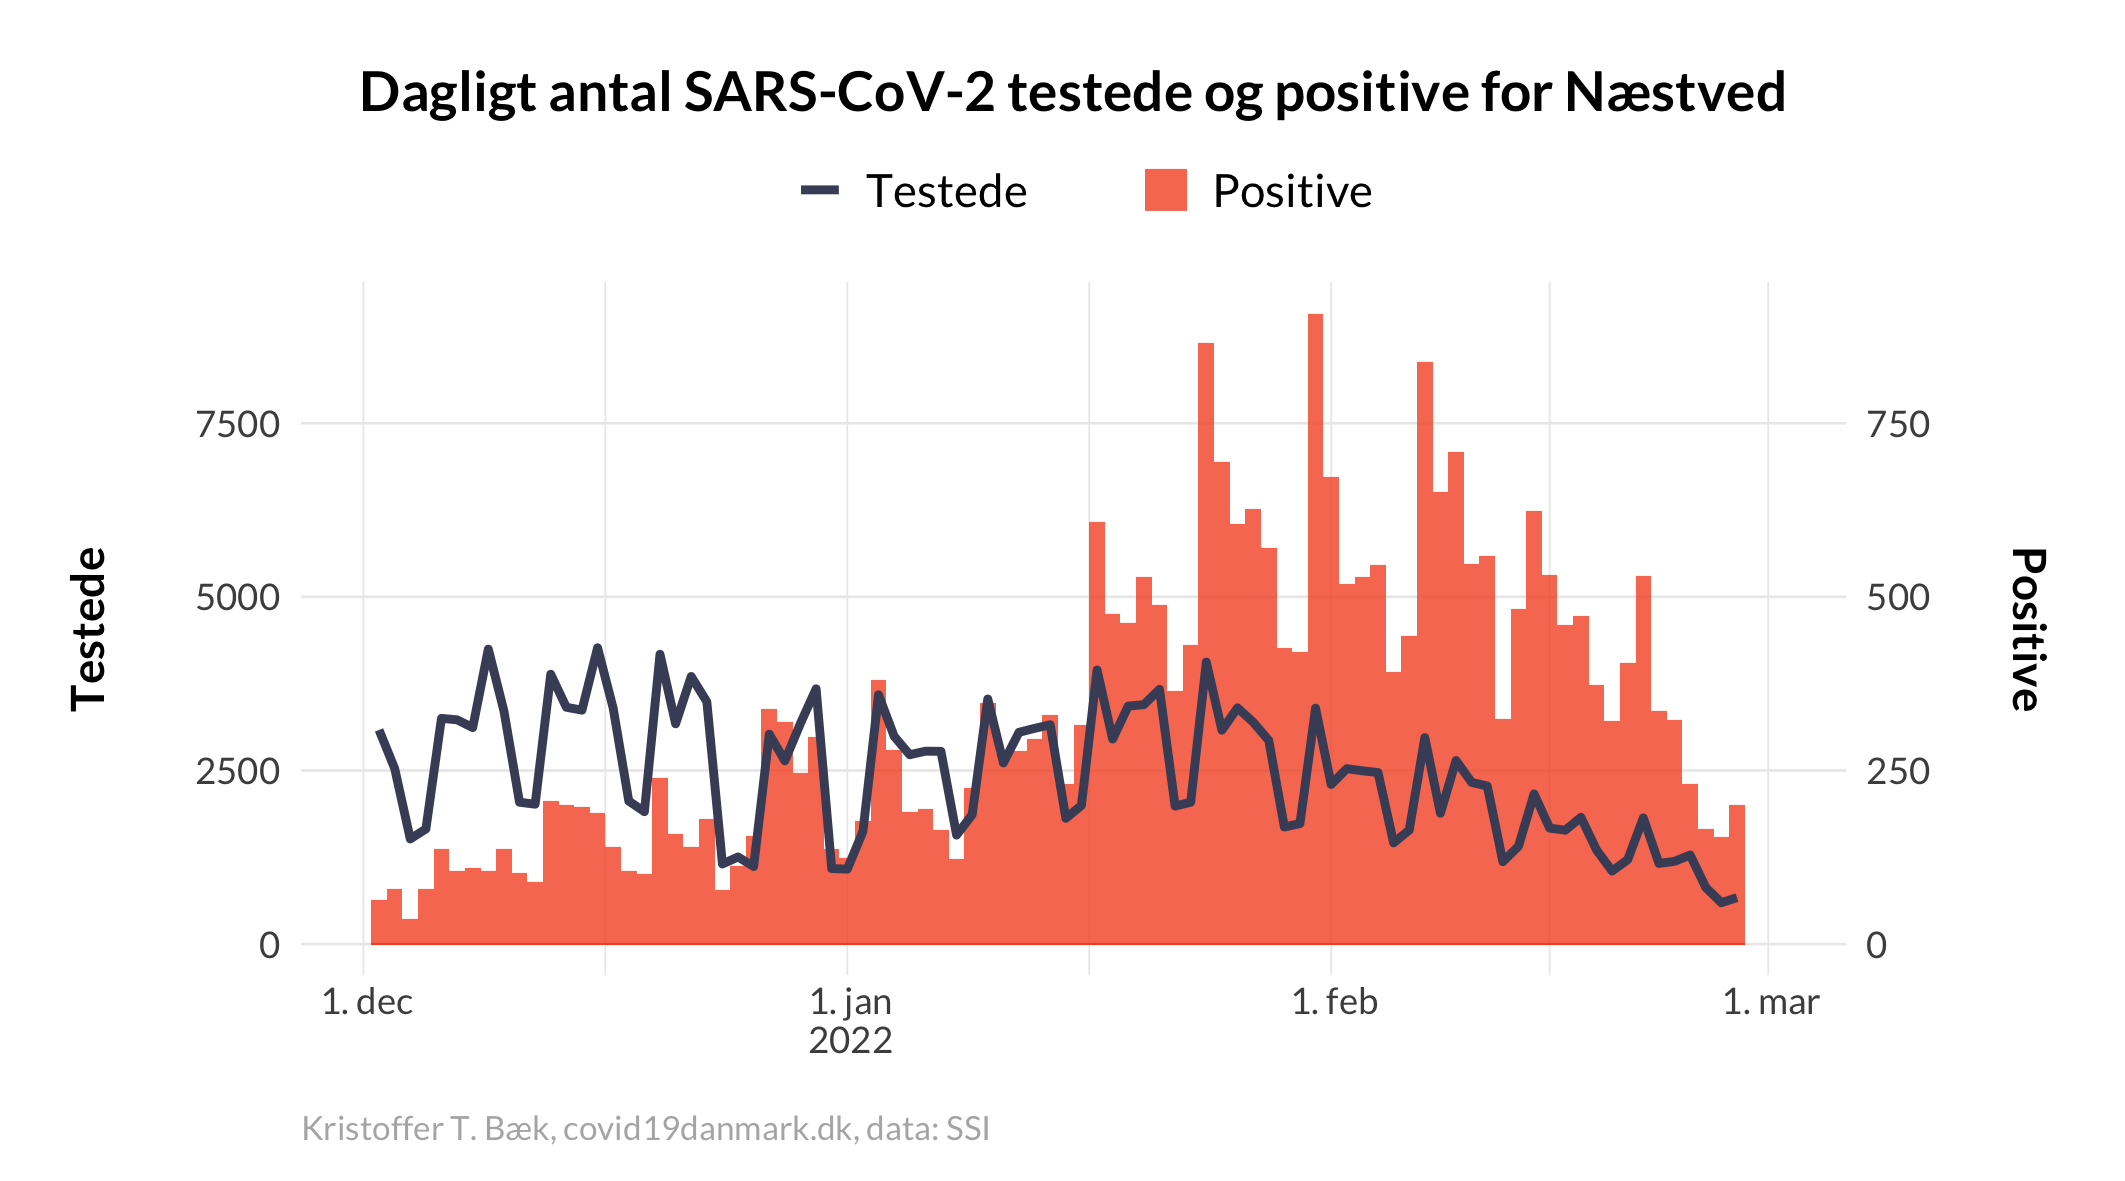 Dagligt antal SARS-CoV-2 testede og positive for Næstved
Testede
Positive
7500
5000
2500
0
Testede
750
500
250
0
Positive
1. dec
1. jan
2022
1. feb
1. mar
Kristoffer T. Bæk, covid19danmark.dk, data: SSI